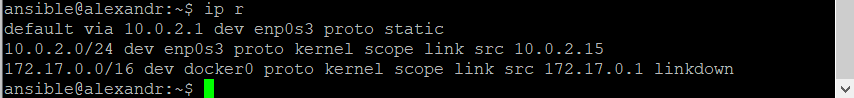 ansible@alexandr:~$ ip r
default via 10.0.2.1 dev enp0s3 proto static
10.0.2.0/24 dev enp0s3 proto kernel scope link src 10.0.2.15
172.17.0.0/16 dev docker0 proto kernel scope link src 172.17.0.1 linkdown
ansible@alexandr:~$